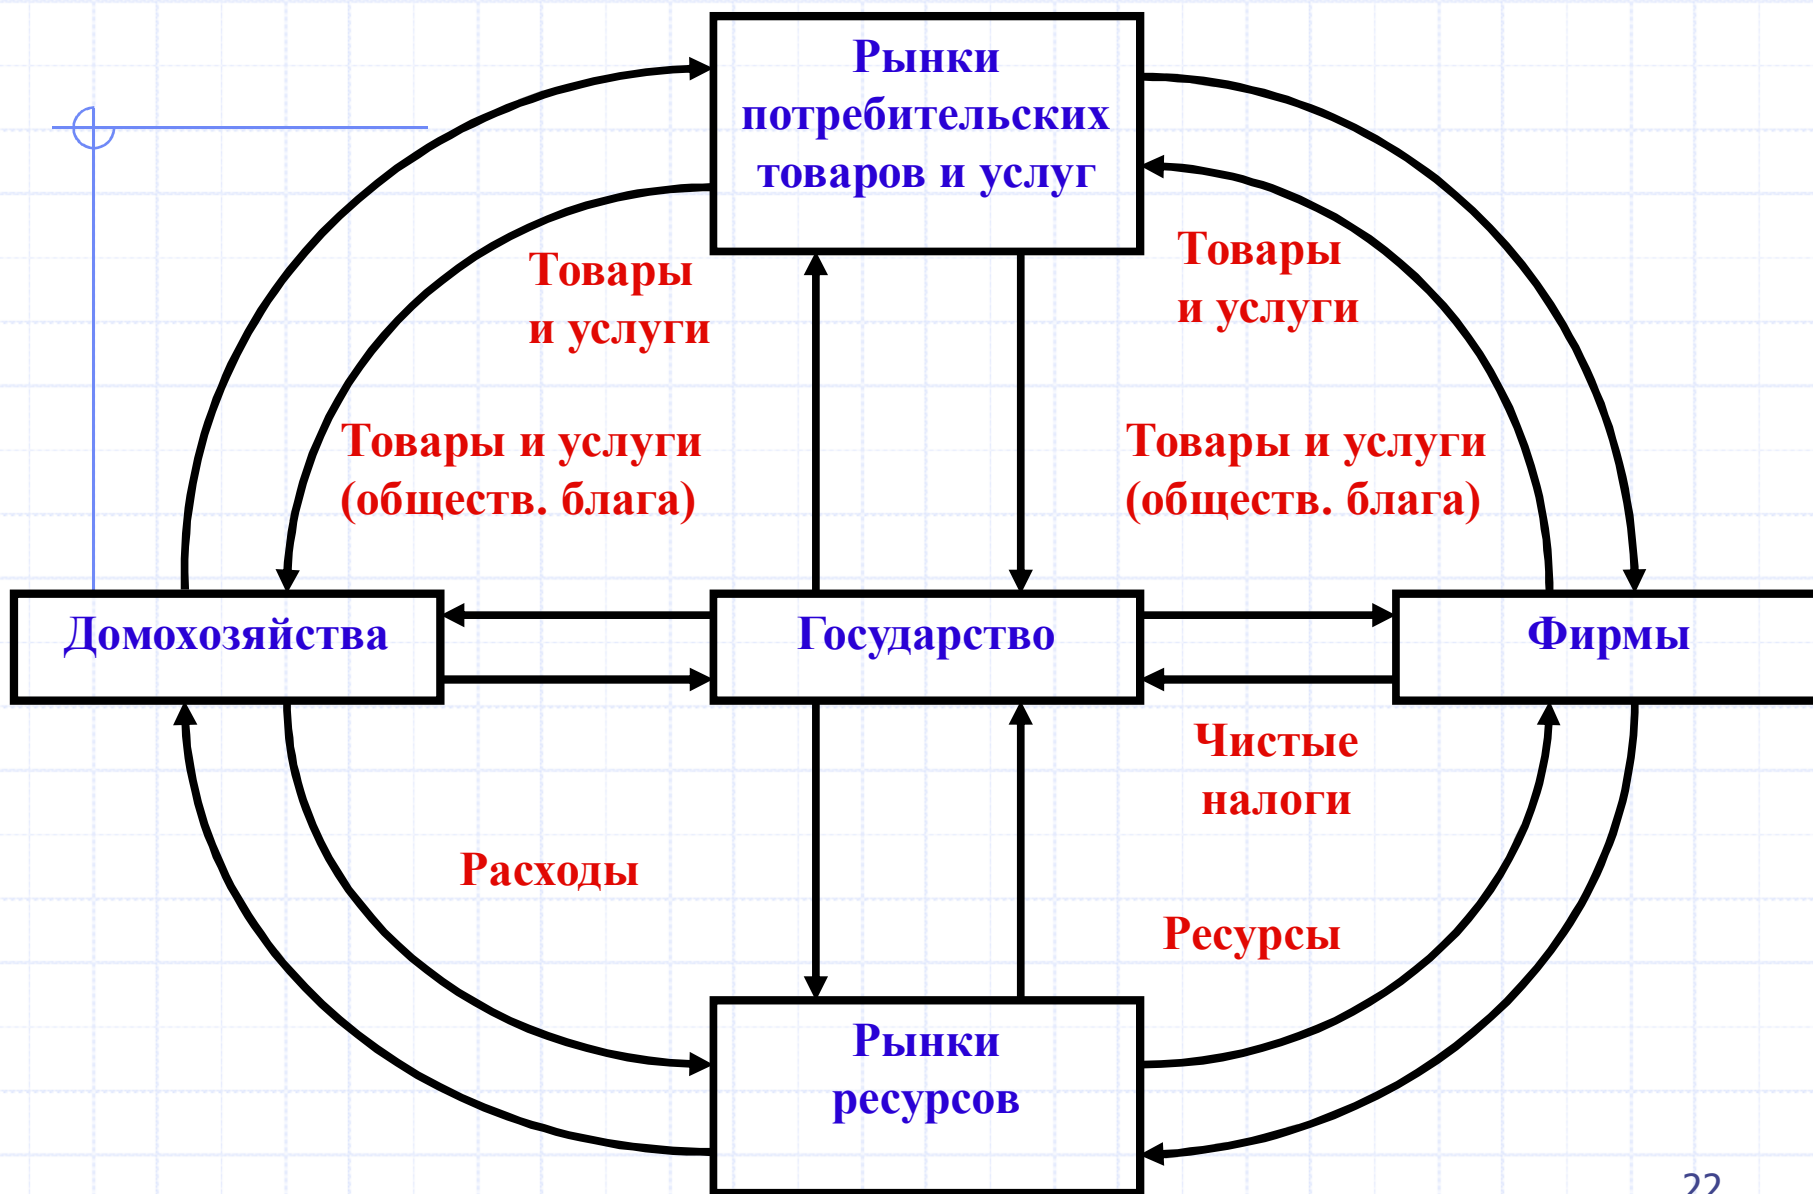 Рынки
потребительских
товаров и услуг
Товары
и услуги
Товары
и услуги
Товары и услуги
(обществ. блага)
Товары и услуги
(обществ. блага)
Домохозяйства
Государство
Фирмы
Чистые
налоги
Расходы
Ресурсы
Рынки
ресурсов
22